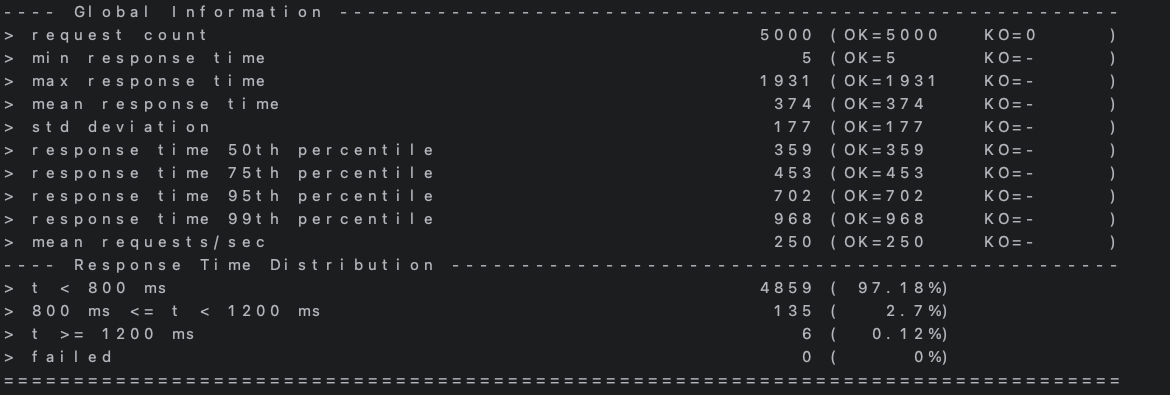 ---- Global Information --------------------------------------------------------
> request count                                       5000 (OK=5000   KO=0     )
> min response time                                      5 (OK=5      KO=-     )
> max response time                                   1931 (OK=1931   KO=-     )
> mean response time                                   374 (OK=374    KO=-     )
> std deviation                                        177 (OK=177    KO=-     )
> response time 50th percentile                        359 (OK=359    KO=-     )
> response time 75th percentile                        453 (OK=453    KO=-     )
> response time 95th percentile                        702 (OK=702    KO=-     )
> response time 99th percentile                        968 (OK=968    KO=-     )
> mean requests/sec                                    250 (OK=250    KO=-     )
---- Response Time Distribution ------------------------------------------------
> t < 800 ms                                          4859 ( 97.18%)
> 800 ms <= t < 1200 ms                                135 (   2.7%)
> t >= 1200 ms                                           6 (  0.12%)
> failed                                                 0 (     0%)
================================================================================